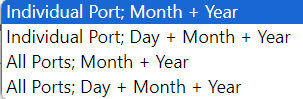 Individual Port; Month + Year
Individual Port; Day + Month + Year
All Ports; Month + Year
All Ports; Day + Month + Year